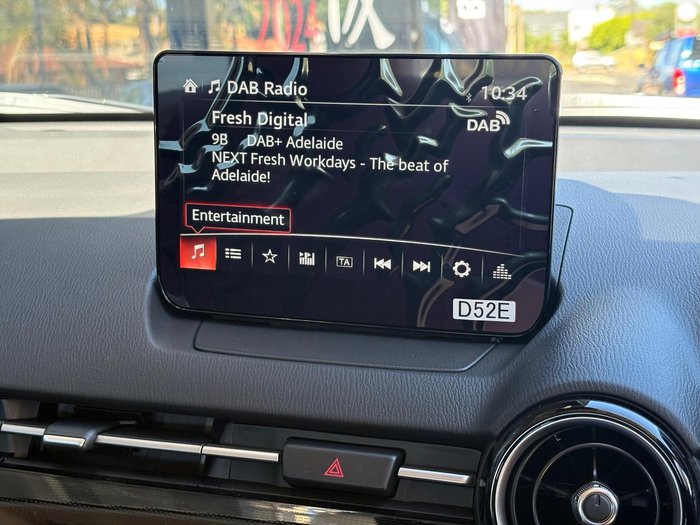 2021
DAB Radio
10:34
Fresh Digital
DAB
9B DAB+ Adelaide
NEXT Fresh Workdays - The beat of
Adelaide!
Entertainment
TA
D52E